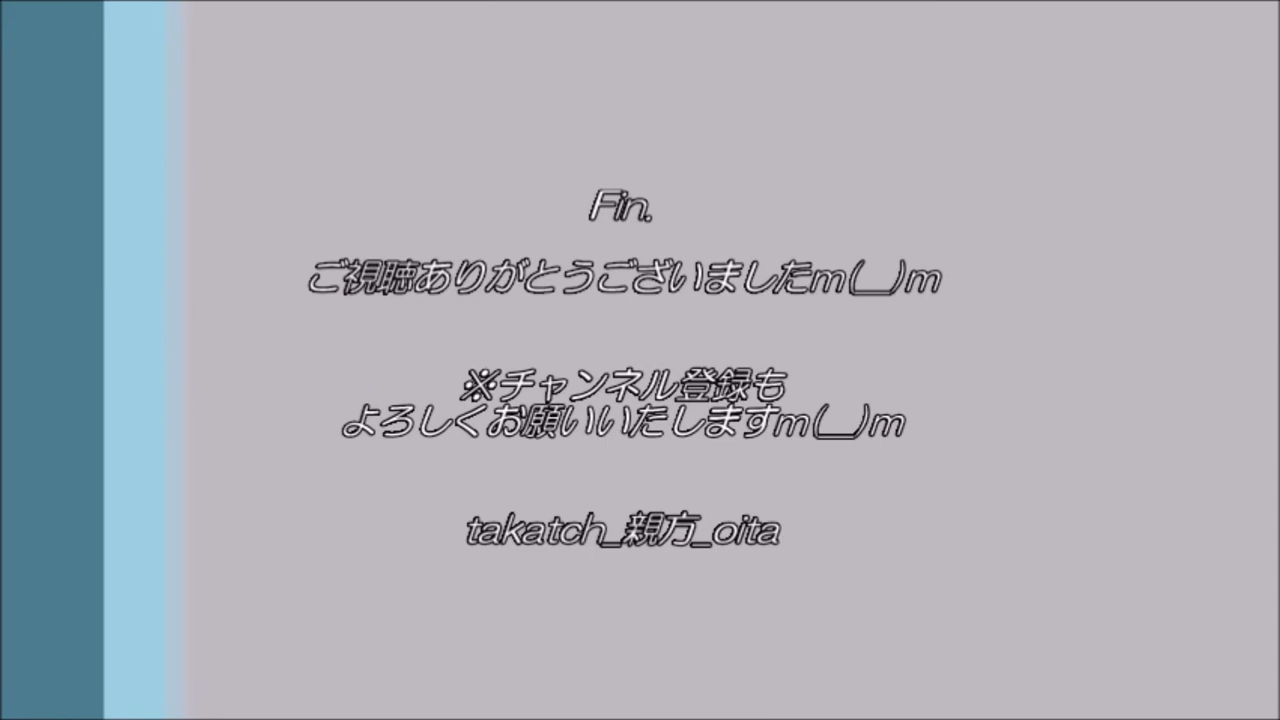 Fin.
ご視聴ありがとうございましたm(__)m
※チャンネル登録も
よろしくお願いいたしますm(__)m
takatch_親方_oita